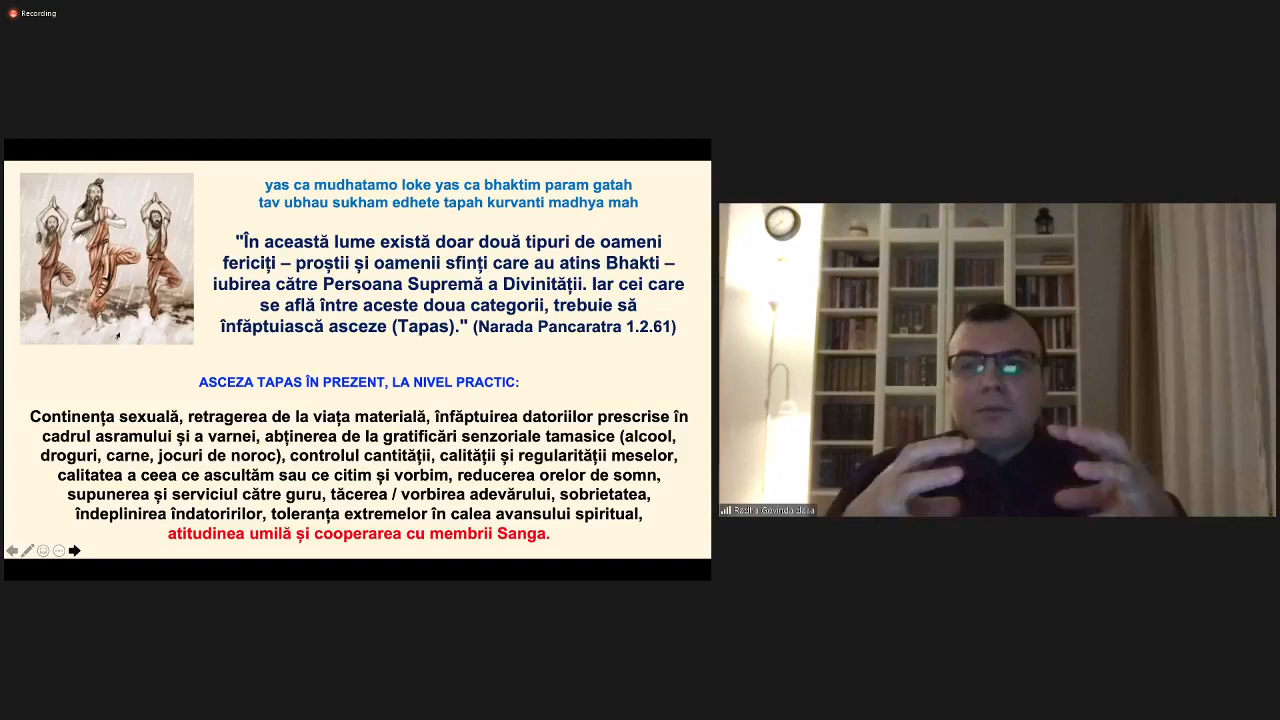 Recording
yas ca mudhatamo loke yas ca bhaktim param gatah
tav ubhau sukham edhete tapah kurvanti madhya mah
"În această lume există doar două tipuri de oameni
fericiți – proștii și oamenii sfinți care au atins Bhakti –
iubirea către Persoana Supremă a Divinității. Iar cei care
se află între aceste doua categorii, trebuie să
înfăptuiască asceze (Tapas)." (Narada Pancaratra 1.2.61)
ASCEZA TAPAS ÎN PREZENT, LA NIVEL PRACTIC:
Continența sexuală, retragerea de la viața materială, înfăptuirea datoriilor prescrise în
cadrul asramului și a varnei, abținerea de la gratificări senzoriale tamasice (alcool,
droguri, carne, jocuri de noroc), controlul cantității, calității și regularității meselor,
calitatea a ceea ce ascultăm sau ce citim și vorbim, reducerea orelor de somn,
supunerea și serviciul către guru, tăcerea / vorbirea adevărului, sobrietatea,
îndeplinirea îndatoririlor, toleranța extremelor în calea avansului spiritual,
atitudinea umilă și cooperarea cu membrii Sanga.
Radha Govinda dasa